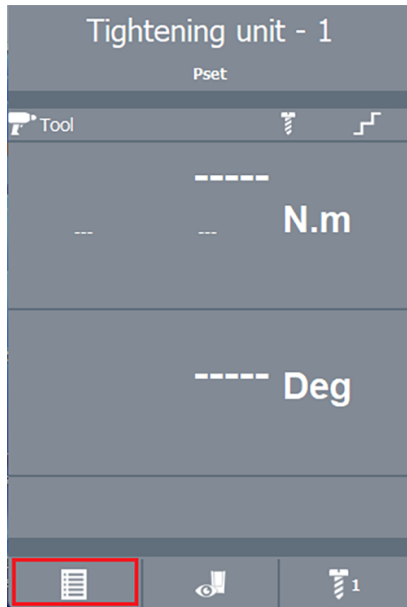 Tightening unit - 1
Pset
Tool
-----
N.m
--- ---
----- Deg
1